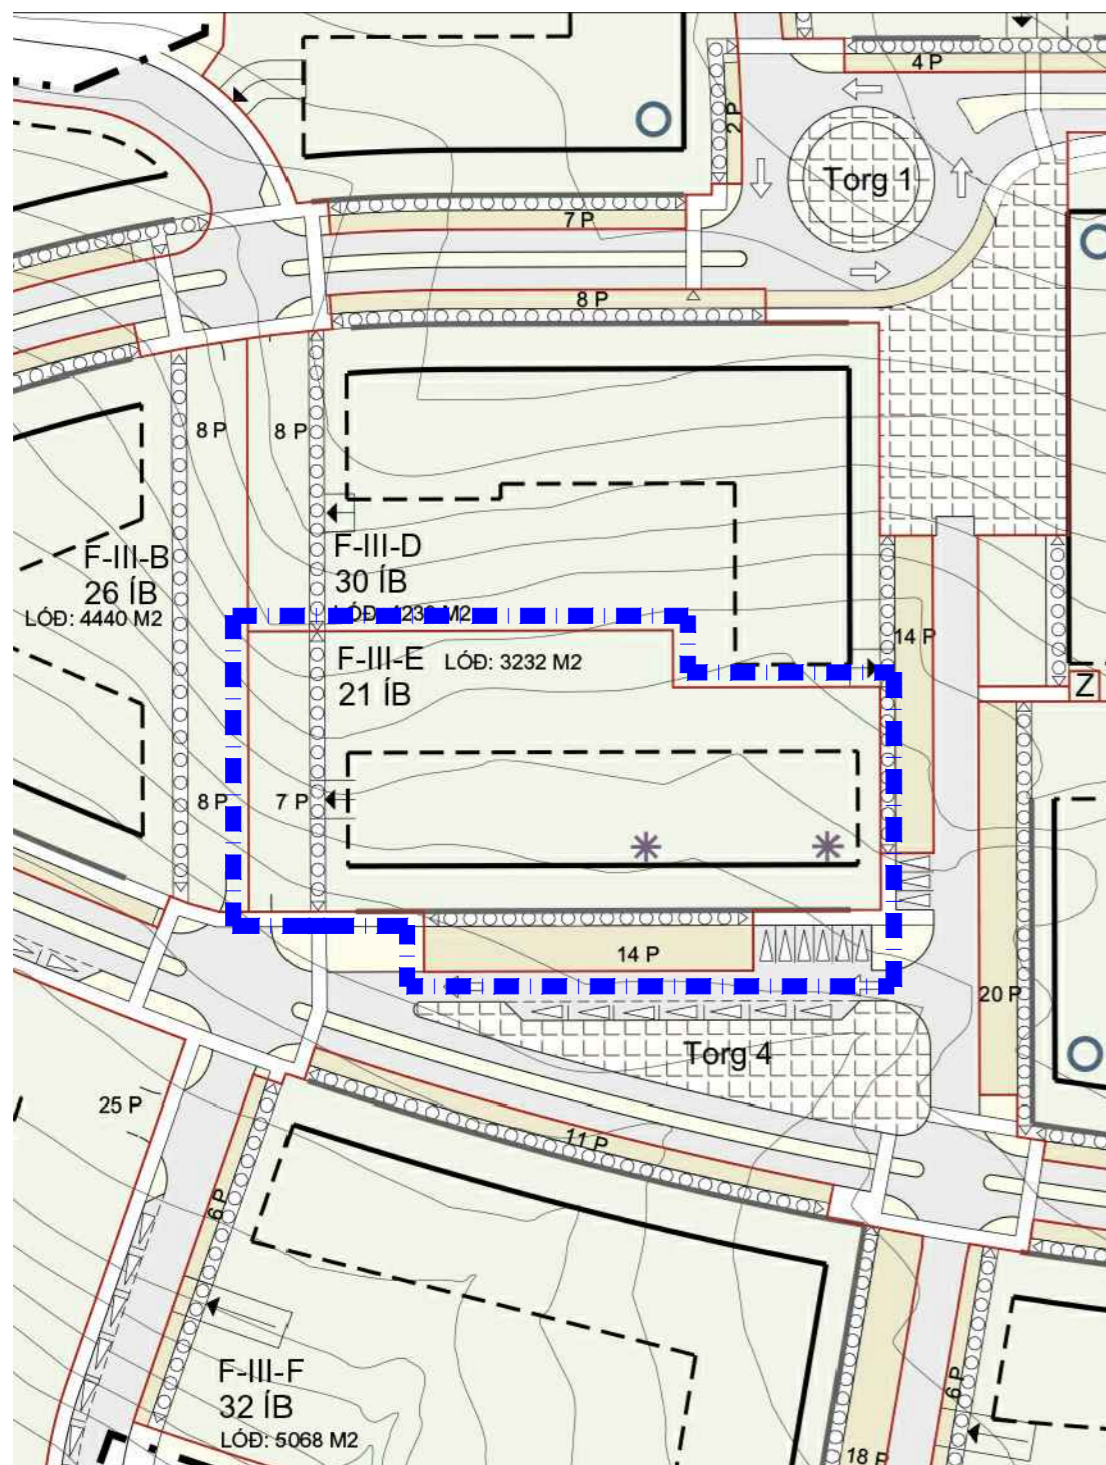 4 P
2 P
Torg 1
7 P
8 P
8 P
8 P
F-III-D
30 ÍB
F-III-B
26 ÍB
LÓÐ: 4440 M2
14 P
F-III-E LÓÐ: 3232 M2
21 ÍB
Z
8 P
7 P
14 P
20 P
Torg 4
25 P
11 P
6 P
F-III-F
32 ÍB
LÓÐ: 5068 M2
6 P
18 P